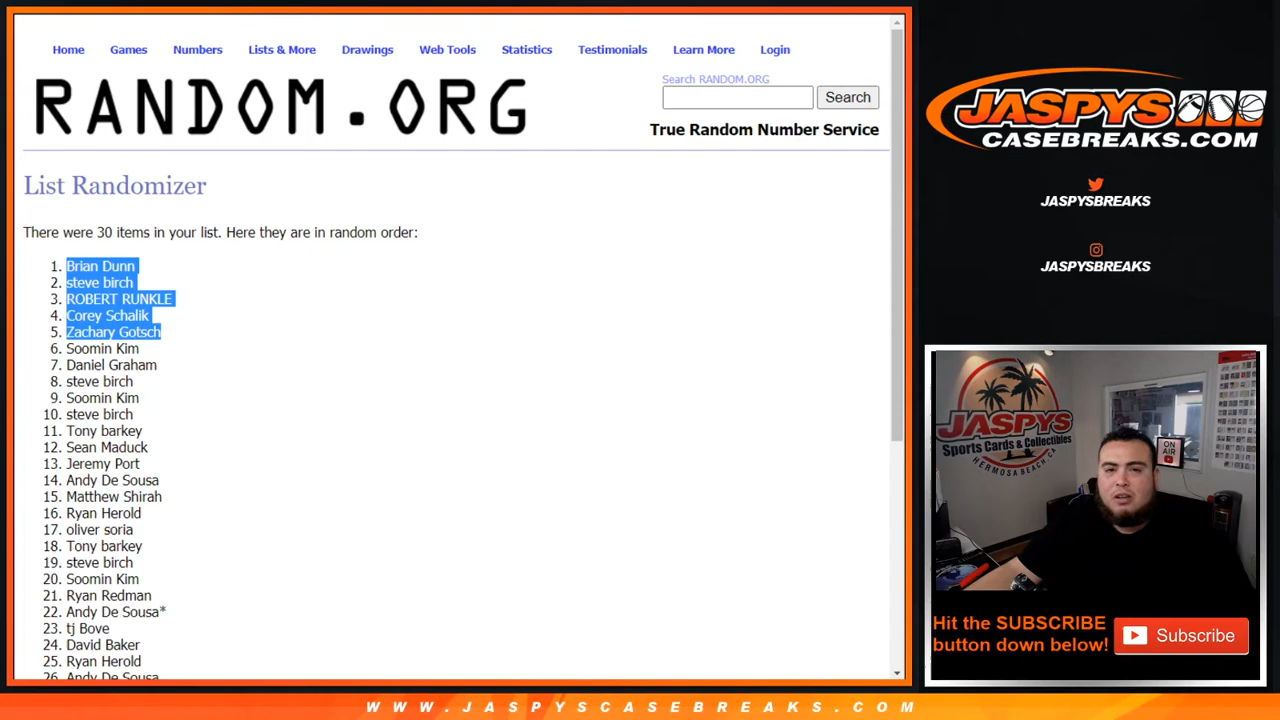 Home Games Numbers Lists & More Drawings Web Tools Statistics Testimonials Learn More Login
RANDOM.ORG
Search RANDOM.ORG
Search
True Random Number Service
List Randomizer
There were 30 items in your list. Here they are in random order:
1. Brian Dunn
2. steve birch
3. ROBERT RUNKLE
4. Corey Schalik
5. Zachary Gotsch
6. Soomin Kim
7. Daniel Graham
8. steve birch
9. Soomin Kim
10. steve birch
11. Tony barkey
12. Sean Maduck
13. Jeremy Port
14. Andy De Sousa
15. Matthew Shirah
16. Ryan Herold
17. oliver soria
18. Tony barkey
19. steve birch
20. Soomin Kim
21. Ryan Redman
22. Andy De Sousa*
23. tj Bove
24. David Baker
25. Ryan Herold
26. Andy De Sousa
JASPYS
CASEBREAKS.COM
JASPYSBREAKS
JASPYSBREAKS
JASPYS
Sports Cards & Collectibles
HERMOSA BEACH, CA
ON
AIR
Hit the SUBSCRIBE
button down below!
Subscribe
WWW.JASPYSCASEBREAKS.COM